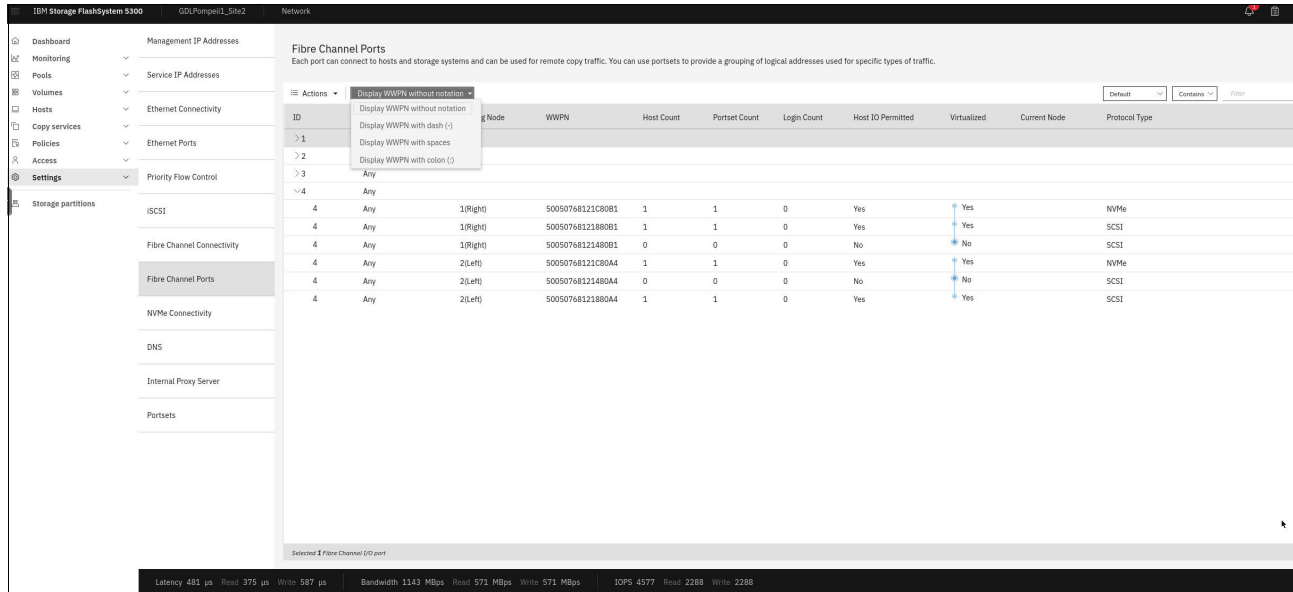 IBM Storage FlashSystem 5300 GDLPompeii1_Site2 Network
Dashboard
Monitoring
Pools
Volumes
Hosts
Copy services
Policies
Access
Settings
Storage partitions
Management IP Addresses
Service IP Addresses
Ethernet Connectivity
Ethernet Ports
Priority Flow Control
iSCSI
Fibre Channel Connectivity
Fibre Channel Ports
NVMe Connectivity
DNS
Internal Proxy Server
Portsets
Fibre Channel Ports
Each port can connect to hosts and storage systems and can be used for remote copy traffic. You can use portsets to provide a grouping of logical addresses used for specific types of traffic.
Actions Display WWPN without notation Default Contains Filter
Display WWPN without notation
Display WWPN with dash (-)
Display WWPN with spaces
Display WWPN with colon (:)
ID g Node WWPN Host Count Portset Count Login Count Host IO Permitted Virtualized Current Node Protocol Type
1
2
3 Any
4 Any
4 Any 1(Right) 50050768121C80B1 1 1 0 Yes Yes NVMe
4 Any 1(Right) 50050768121880B1 1 1 0 Yes Yes SCSI
4 Any 1(Right) 50050768121480B1 0 0 0 No No SCSI
4 Any 2(Left) 50050768121C80A4 1 1 0 Yes Yes NVMe
4 Any 2(Left) 50050768121480A4 0 0 0 No No SCSI
4 Any 2(Left) 50050768121880A4 1 1 0 Yes Yes SCSI
Selected 1 Fibre Channel I/O port
Latency 481 µs Read 375 µs Write 587 µs Bandwidth 1143 MBps Read 571 MBps Write 571 MBps IOPS 4577 Read 2288 Write 2288